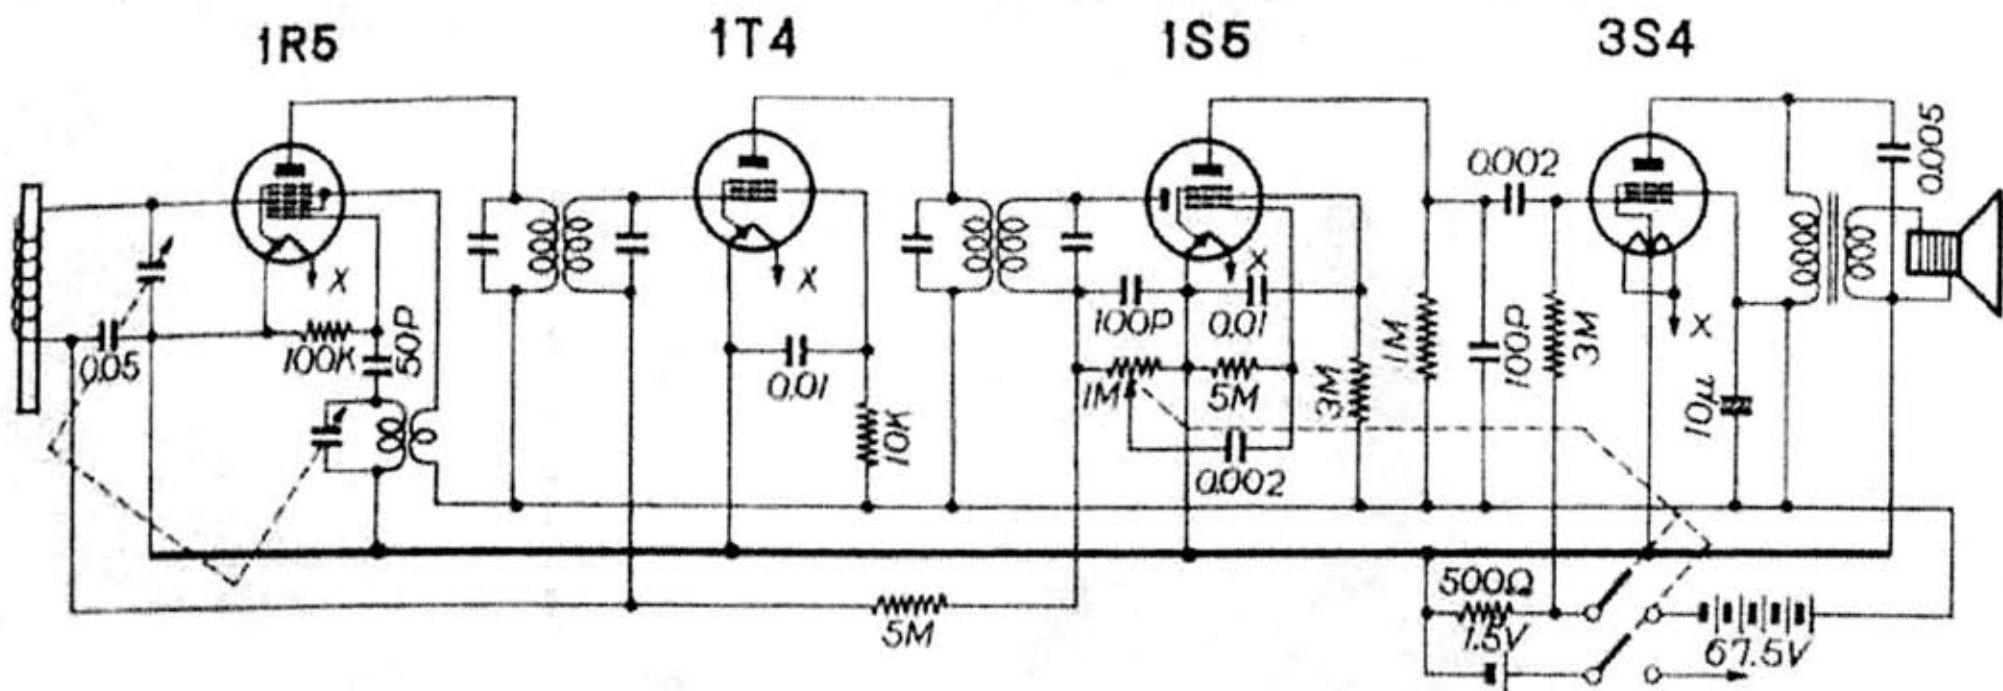 1R5
1T4
1S5
3S4
0.005
0.002
X
X
X
X
0.05
100K
50P
0.01
100P
0.01
1M
5M
3M
1M
100P
3M
10μ
10K
0.002
5M
500Ω
1.5V
67.5V